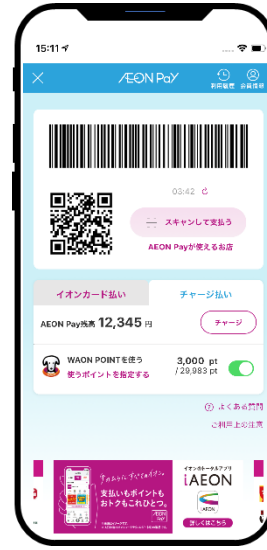 15:11
AEON Pay
利用履歴 会員情報
03:42
スキャンして支払う
AEON Payが使えるお店
イオンカード払い チャージ払い
AEON Pay残高 12,345 円 チャージ
WAON POINTを使う 3,000 pt
使うポイントを指定する / 29,983 pt
よくある質問
ご利用上の注意
支払いもポイントも
おトクもこれひとつ。
AEON Pay
イオンのトータルアプリ
iAEON
iAEON
詳しくはこちら